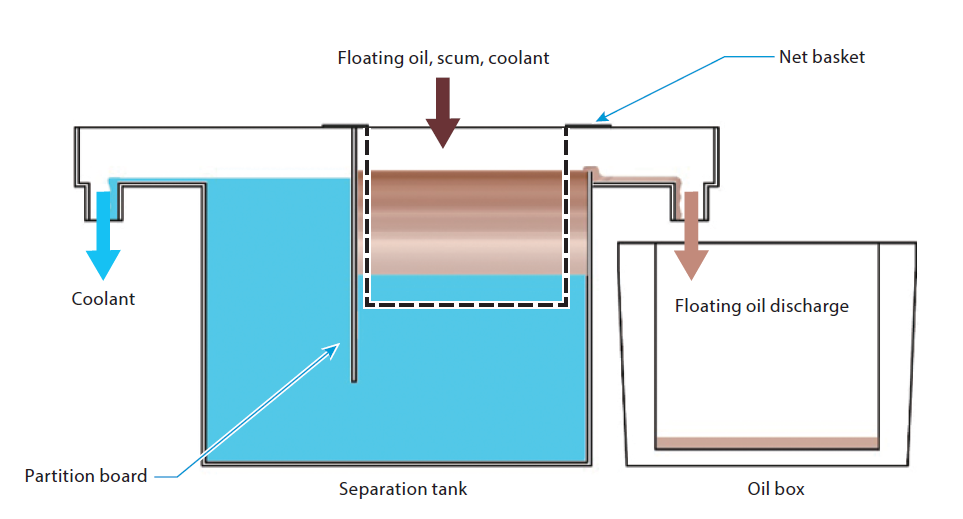 Floating oil, scum, coolant
Net basket
Coolant
Floating oil discharge
Partition board
Separation tank
Oil box